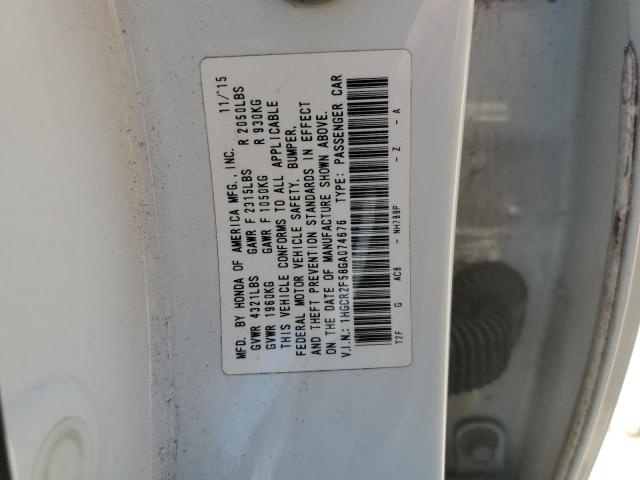 MFD. BY HONDA OF AMERICA MFG., INC. 11/15
GVWR 4321LBS GAWR F 2315LBS R 2050LBS
GVWR 1960KG GAWR F 1050KG R 930KG
THIS VEHICLE CONFORMS TO ALL APPLICABLE
FEDERAL MOTOR VEHICLE SAFETY, BUMPER,
AND THEFT PREVENTION STANDARDS IN EFFECT
ON THE DATE OF MANUFACTURE SHOWN ABOVE.
V.I.N.: 1HGCR2F58GA074676 TYPE: PASSENGER CAR
T2F G AC8 - NH788P - Z - A